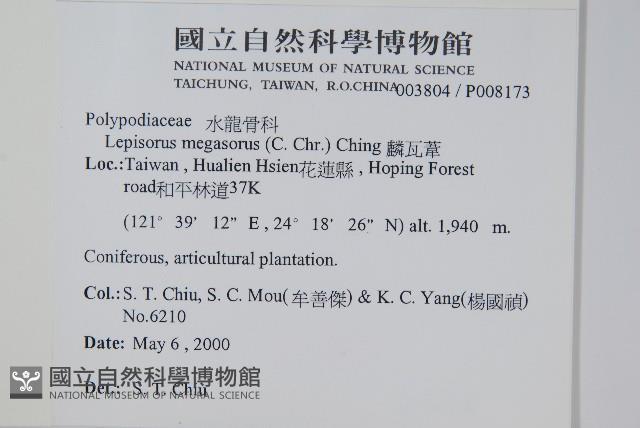 國立自然科學博物館
NATIONAL MUSEUM OF NATURAL SCIENCE
TAICHUNG, TAIWAN, R.O.CHINA003804 / P008173
Polypodiaceae 水龍骨科
Lepisorus megasorus (C. Chr.) Ching 鱗瓦葦
Loc.:Taiwan , Hualien Hsien花蓮縣 , Hoping Forest
road和平林道37K
(121° 39' 12" E , 24° 18' 26" N) alt. 1,940 m.
Coniferous, articultural plantation.
Col.: S. T. Chiu, S. C. Mou(牟善傑) & K. C. Yang(楊國禎)
No.6210
Date: May 6 , 2000
Det.: S. T. Chiu
國立自然科學博物館
NATIONAL MUSEUM OF NATURAL SCIENCE